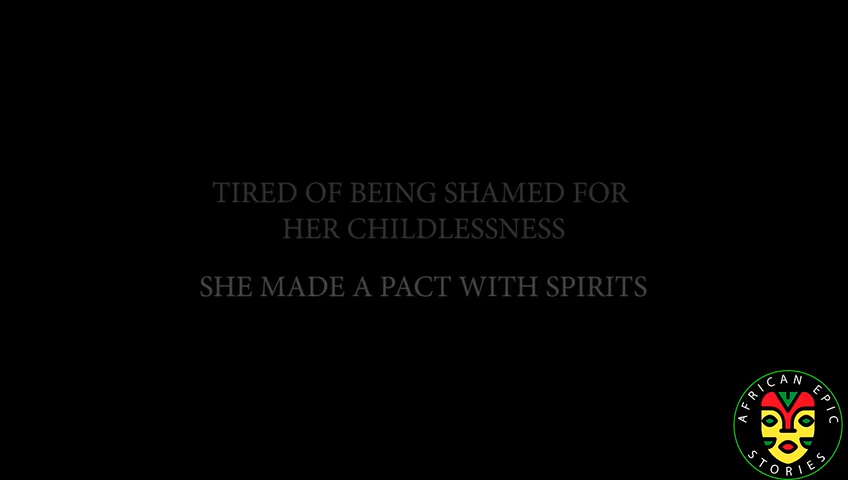 TIRED OF BEING SHAMED FOR
HER CHILDLESSNESS
SHE MADE A PACT WITH SPIRITS
AFRICAN EPIC
STORIES